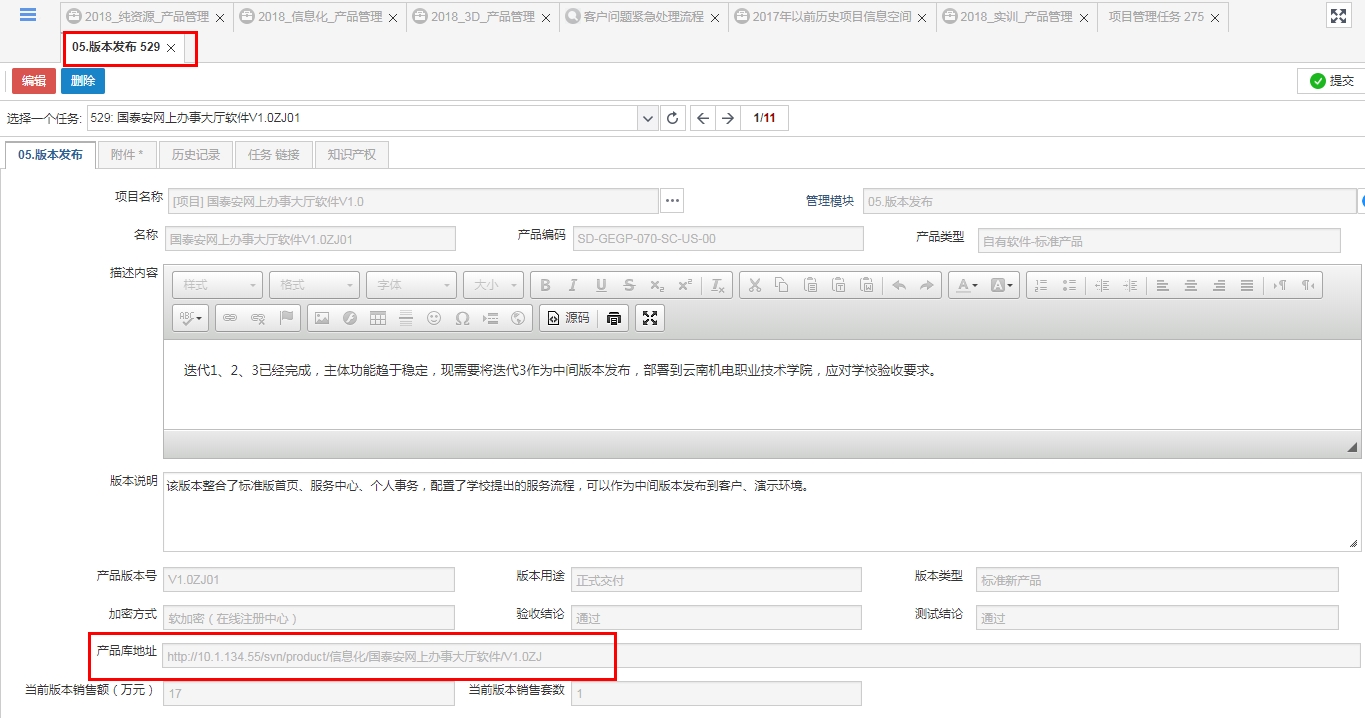 2018_纯资源_产品管理 2018_信息化_产品管理 2018_3D_产品管理 客户问题紧急处理流程 2017年以前历史项目信息空间 2018_实训_产品管理 项目管理任务 275
05.版本发布 529
编辑 删除 提交
选择一个任务: 529: 国泰安网上办事大厅软件V1.0ZJ01 1/11
05.版本发布 附件 * 历史记录 任务 链接 知识产权
项目名称 [项目] 国泰安网上办事大厅软件V1.0 管理模块 05.版本发布
名称 国泰安网上办事大厅软件V1.0ZJ01 产品编码 SD-GEGP-070-SC-US-00 产品类型 自有软件-标准产品
描述内容
样式 格式 字体 大小 B I U S x₂ x² Tx A A
ABC 源码
迭代1、2、3已经完成，主体功能趋于稳定，现需要将迭代3作为中间版本发布，部署到云南机电职业技术学院，应对学校验收要求。
版本说明 该版本整合了标准版首页、服务中心、个人事务，配置了学校提出的服务流程，可以作为中间版本发布到客户、演示环境。
产品版本号 V1.0ZJ01 版本用途 正式交付 版本类型 标准新产品
加密方式 软加密（在线注册中心） 验收结论 通过 测试结论 通过
产品库地址 http://10.1.134.55/svn/product/信息化/国泰安网上办事大厅软件/V1.0ZJ
当前版本销售额（万元） 17 当前版本销售套数 1